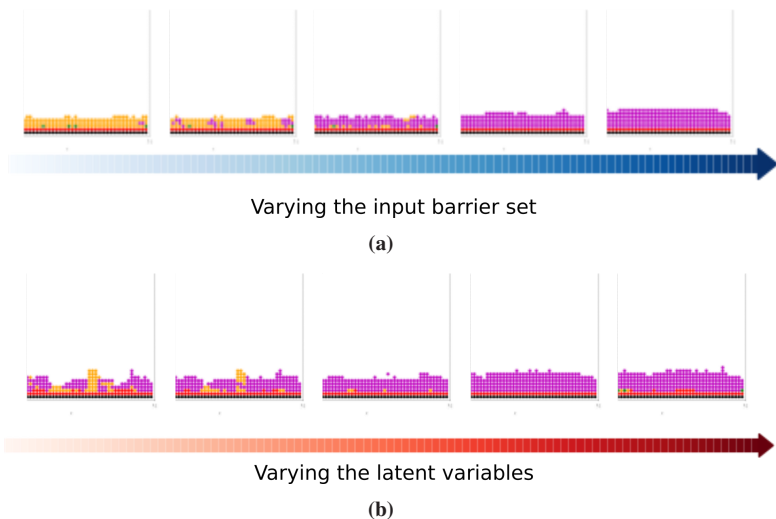 Varying the input barrier set
(a)
Varying the latent variables
(b)